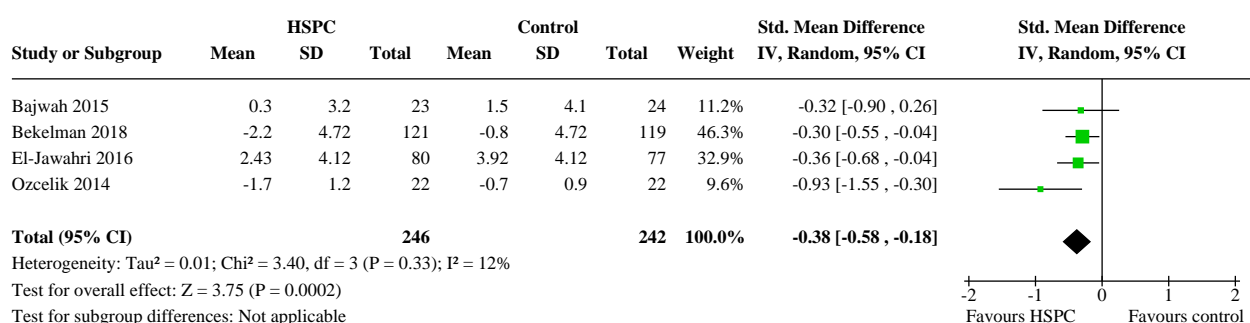 HSPC Control Std. Mean Difference Std. Mean Difference
Study or Subgroup Mean SD Total Mean SD Total Weight IV, Random, 95% CI IV, Random, 95% CI
Bajwah 2015 0.3 3.2 23 1.5 4.1 24 11.2% -0.32 [-0.90 , 0.26]
Bekelman 2018 -2.2 4.72 121 -0.8 4.72 119 46.3% -0.30 [-0.55 , -0.04]
El-Jawahri 2016 2.43 4.12 80 3.92 4.12 77 32.9% -0.36 [-0.68 , -0.04]
Ozcelik 2014 -1.7 1.2 22 -0.7 0.9 22 9.6% -0.93 [-1.55 , -0.30]
Total (95% CI) 246 242 100.0% -0.38 [-0.58 , -0.18]
Heterogeneity: Tau² = 0.01; Chi² = 3.40, df = 3 (P = 0.33); I² = 12%
Test for overall effect: Z = 3.75 (P = 0.0002)
-2 -1 0 1 2
Test for subgroup differences: Not applicable Favours HSPC Favours control